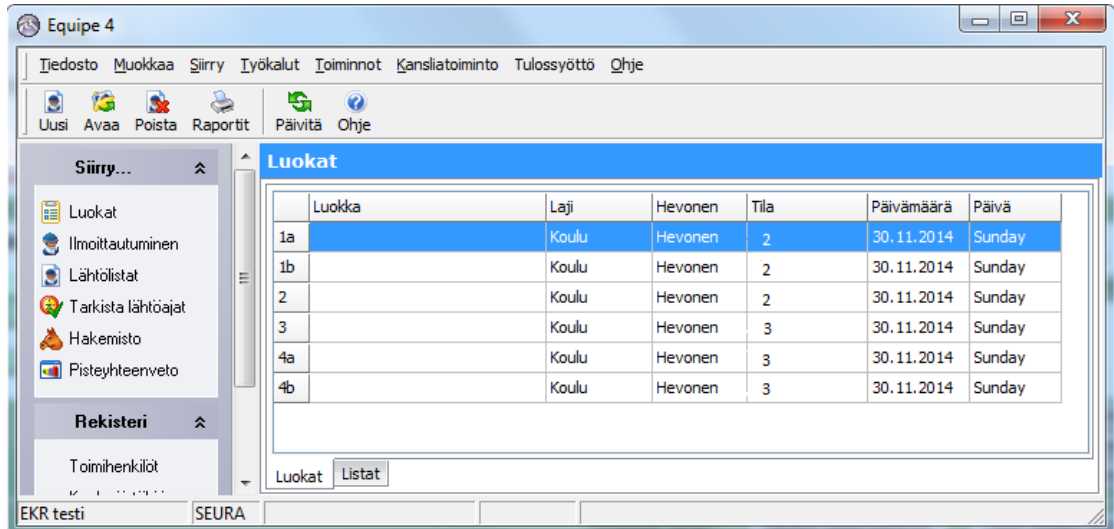 Equipe 4
Tiedosto Muokkaa Siirry Työkalut Toiminnot Kansliatoiminto Tulossyöttö Ohje
Uusi Avaa Poista Raportit Päivitä Ohje
Siirry...
Luokat
Ilmoittautuminen
Lähtölistat
Tarkista lähtöajat
Hakemisto
Pisteyhteenveto
Rekisteri
Toimihenkilöt
Luokat
Luokka Laji Hevonen Tila Päivämäärä Päivä
1a Koulu Hevonen 2 30.11.2014 Sunday
1b Koulu Hevonen 2 30.11.2014 Sunday
2 Koulu Hevonen 2 30.11.2014 Sunday
3 Koulu Hevonen 3 30.11.2014 Sunday
4a Koulu Hevonen 3 30.11.2014 Sunday
4b Koulu Hevonen 3 30.11.2014 Sunday
Luokat Listat
EKR testi SEURA